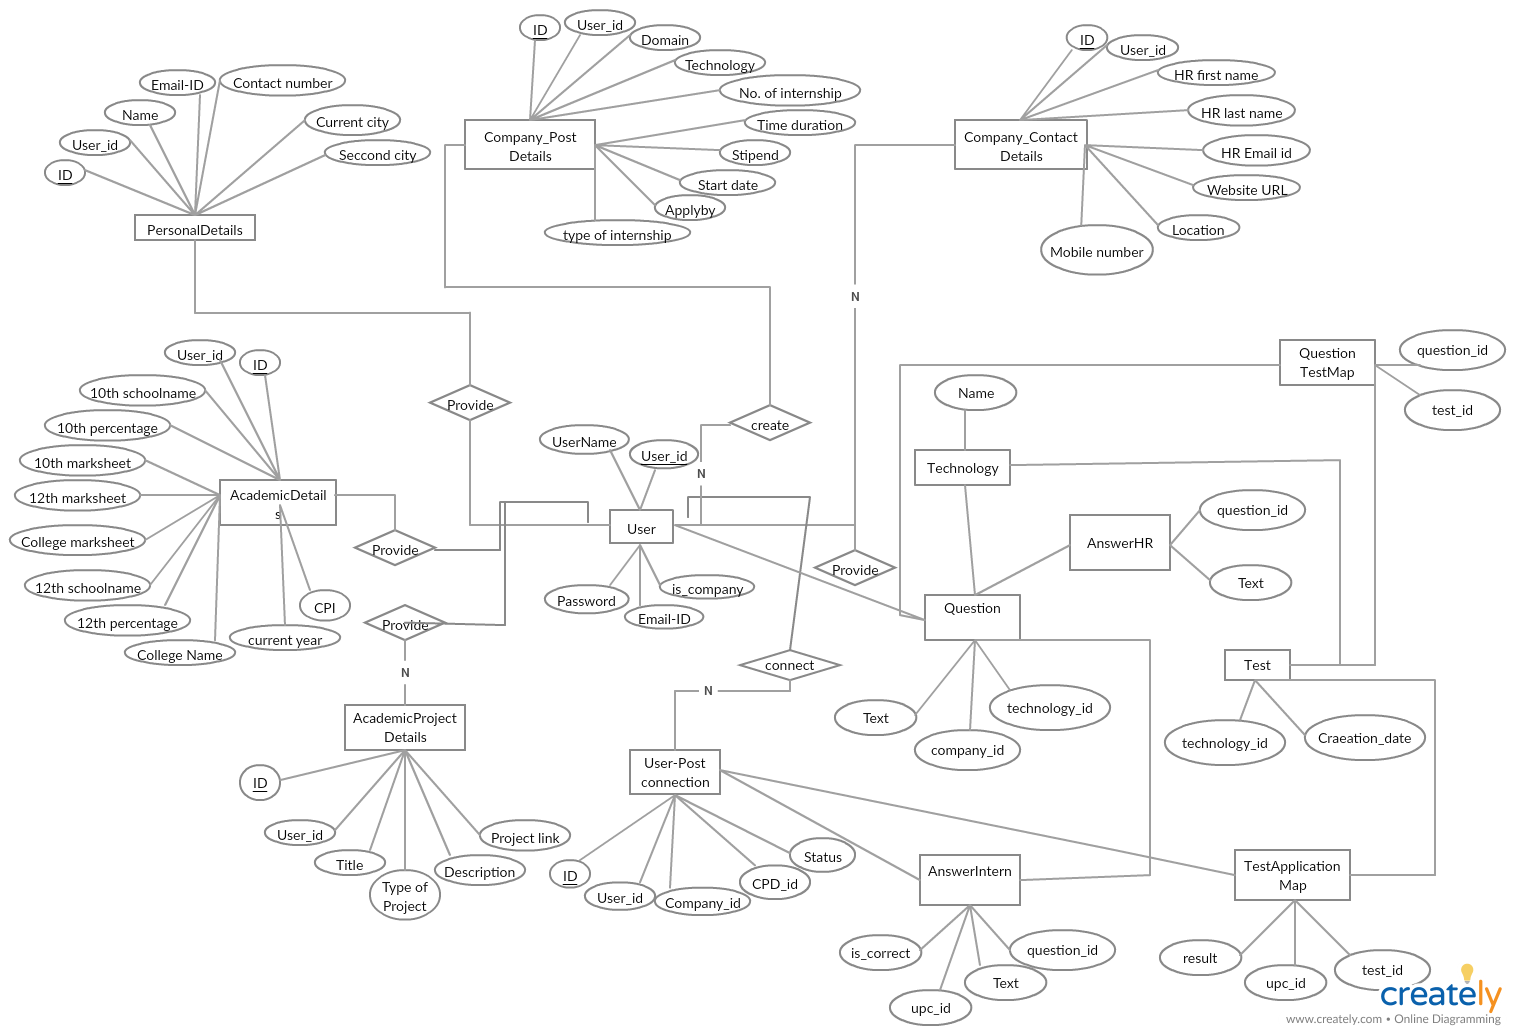 ID
User_id
Domain
Technology
No. of internship
Time duration
Stipend
Start date
Applyby
type of internship
Company_Post
Details
ID
User_id
HR first name
HR last name
HR Email id
Website URL
Location
Mobile number
Company_Contact
Details
Email-ID
Contact number
Name
Current city
User_id
Seccond city
ID
PersonalDetails
N
User_id
ID
10th schoolname
10th percentage
10th marksheet
12th marksheet
College marksheet
12th schoolname
12th percentage
College Name
current year
CPI
AcademicDetail
s
Provide
Provide
Provide
create
N
UserName
User_id
User
Password
Email-ID
is_company
Provide
connect
N
Question
TestMap
question_id
test_id
Name
Technology
question_id
AnswerHR
Text
Question
Text
company_id
technology_id
Test
technology_id
Craeation_date
N
AcademicProject
Details
ID
User_id
Title
Type of
Project
Description
Project link
User-Post
connection
ID
User_id
Company_id
CPD_id
Status
AnswerIntern
is_correct
upc_id
Text
question_id
TestApplication
Map
result
upc_id
test_id
creately
www.creately.com • Online Diagramming